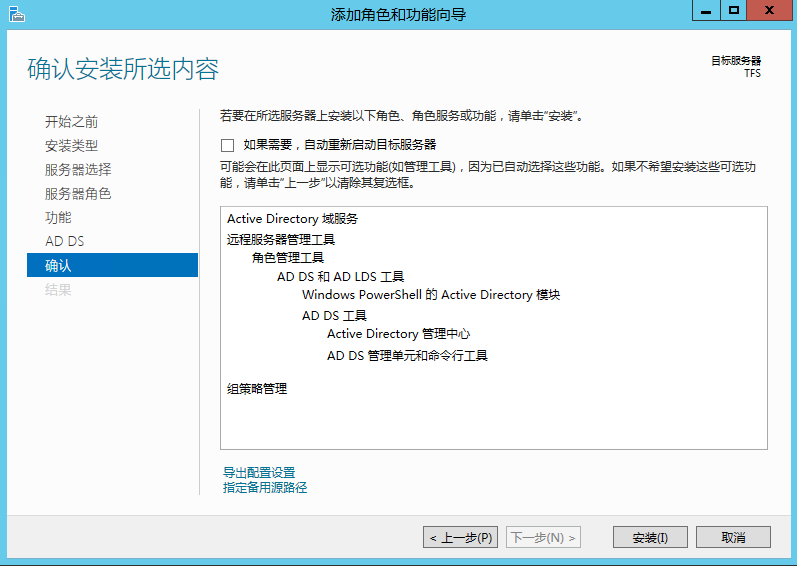 添加角色和功能向导
确认安装所选内容
目标服务器
TFS
开始之前
安装类型
服务器选择
服务器角色
功能
AD DS
确认
结果
若要在所选服务器上安装以下角色、角色服务或功能，请单击“安装”。
如果需要，自动重新启动目标服务器
可能会在此页面上显示可选功能(如管理工具)，因为已自动选择这些功能。如果不希望安装这些可选功
能，请单击“上一步”以清除其复选框。
Active Directory 域服务
远程服务器管理工具
角色管理工具
AD DS 和 AD LDS 工具
Windows PowerShell 的 Active Directory 模块
AD DS 工具
Active Directory 管理中心
AD DS 管理单元和命令行工具
组策略管理
导出配置设置
指定备用源路径
< 上一步(P)
下一步(N) >
安装(I)
取消